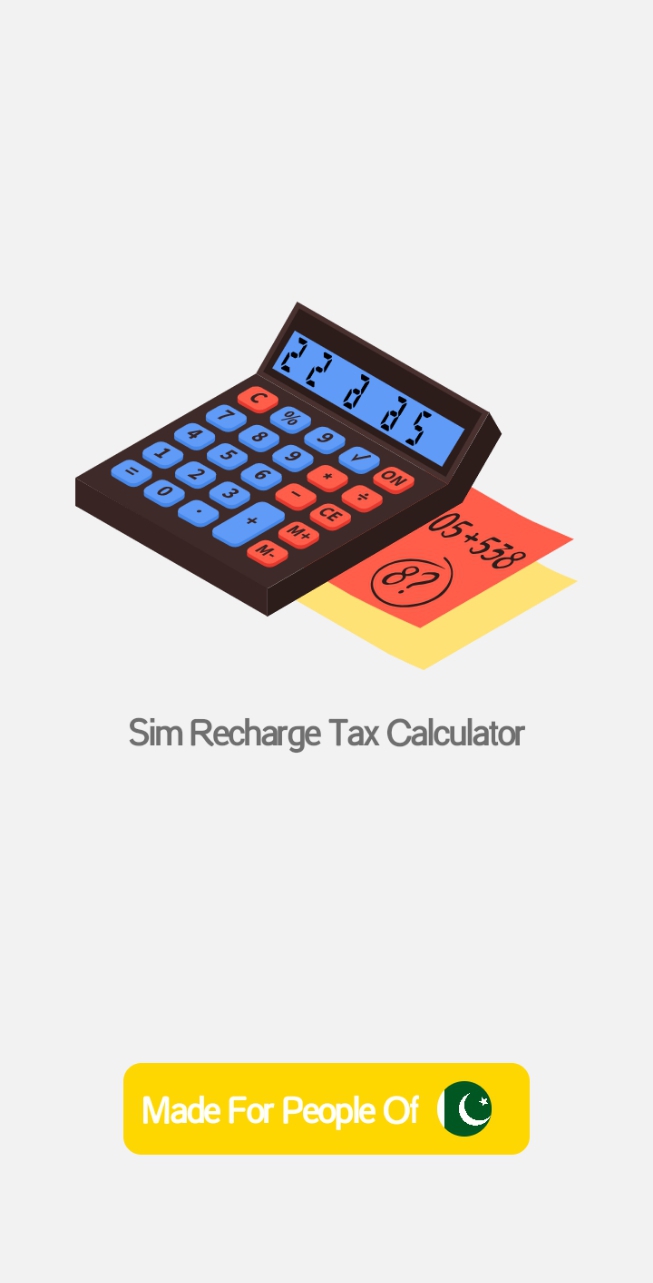 22 d d5
C % 9 √ ON
7 8 9 * ÷
4 5 6 - CE
1 2 3 + M+
= 0 . M-
05+538
8?
Sim Recharge Tax Calculator
Made For People Of